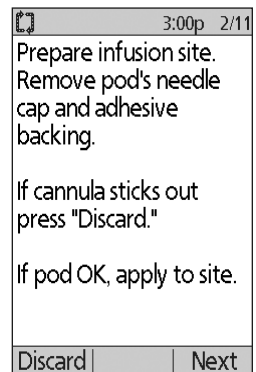 3:00p 2/11
Prepare infusion site.
Remove pod's needle
cap and adhesive
backing.
If cannula sticks out
press "Discard."
If pod OK, apply to site.
Discard Next